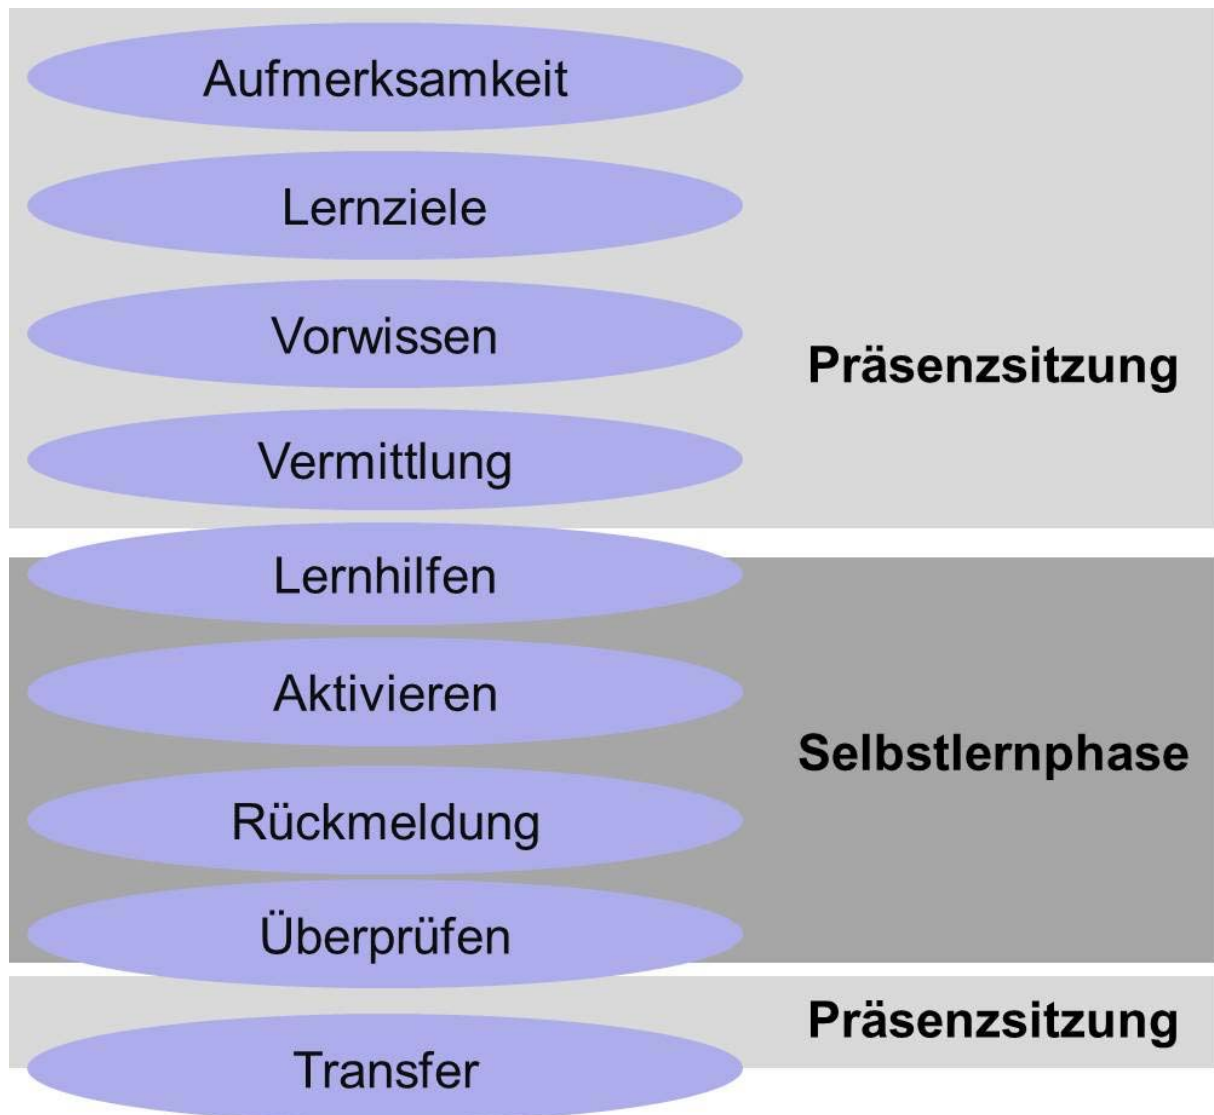 Aufmerksamkeit
Lernziele
Vorwissen
Präsenzsitzung
Vermittlung
Lernhilfen
Aktivieren
Selbstlernphase
Rückmeldung
Überprüfen
Präsenzsitzung
Transfer